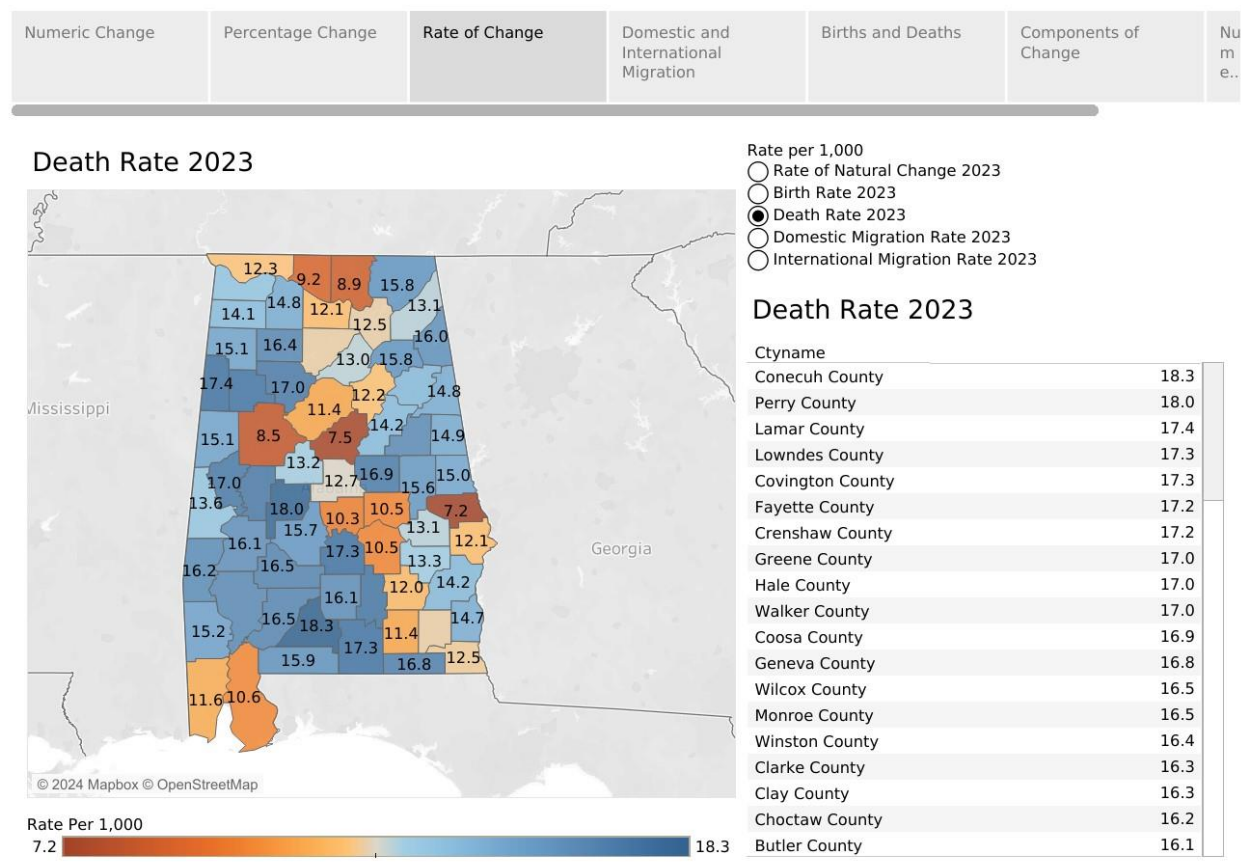 Numeric Change
Percentage Change
Rate of Change
Domestic and
International
Migration
Births and Deaths
Components of
Change
Nu
m
e..
Death Rate 2023
Rate per 1,000
Rate of Natural Change 2023
Birth Rate 2023
Death Rate 2023
Domestic Migration Rate 2023
International Migration Rate 2023
Death Rate 2023
Ctyname
Conecuh County 18.3
Perry County 18.0
Lamar County 17.4
Lowndes County 17.3
Covington County 17.3
Fayette County 17.2
Crenshaw County 17.2
Greene County 17.0
Hale County 17.0
Walker County 17.0
Coosa County 16.9
Geneva County 16.8
Wilcox County 16.5
Monroe County 16.5
Winston County 16.4
Clarke County 16.3
Clay County 16.3
Choctaw County 16.2
Butler County 16.1
12.3 9.2 8.9 15.8
14.1 14.8 12.1 12.5 13.1
15.1 16.4 13.0 15.8 16.0
17.4 17.0 11.4 12.2 14.8
15.1 8.5 7.5 14.2 14.9
17.0 13.2 12.7 16.9 15.6 15.0
13.6 18.0 10.3 10.5 7.2
16.1 15.7 17.3 10.5 13.1 12.1
16.2 16.5 16.1 12.0 13.3 14.2
15.2 16.5 18.3 17.3 11.4 14.7
15.9 16.8 12.5
11.6 10.6
Mississippi
Georgia
© 2024 Mapbox © OpenStreetMap
Rate Per 1,000
7.2 18.3